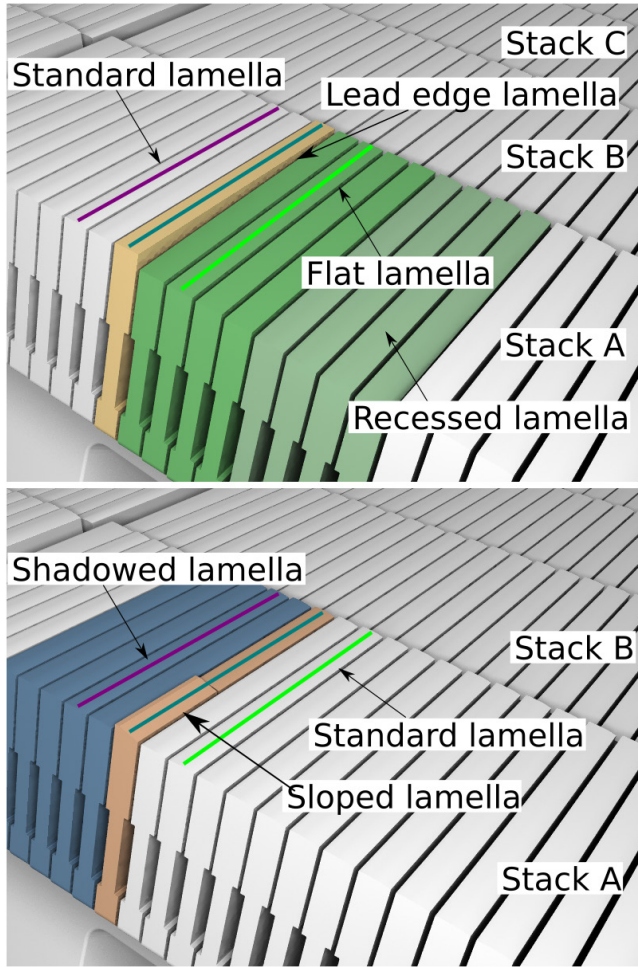 Stack C
Standard lamella
Lead edge lamella
Stack B
Flat lamella
Stack A
Recessed lamella
Shadowed lamella
Stack B
Standard lamella
Sloped lamella
Stack A